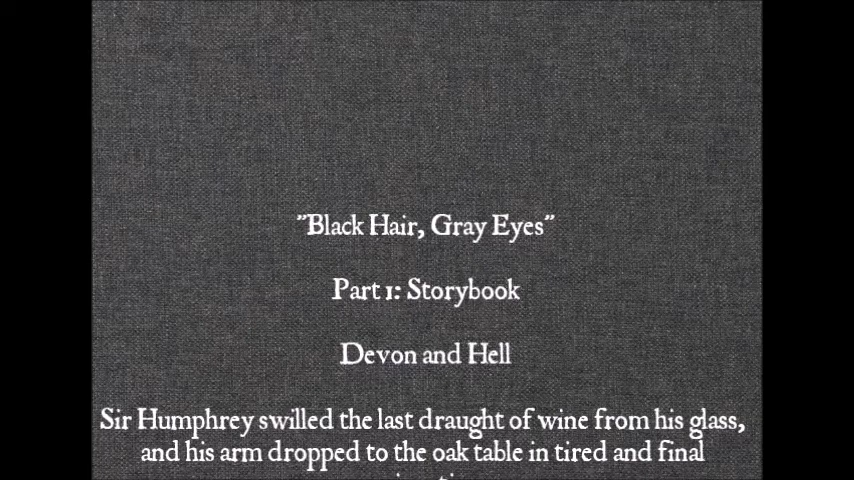 "Black Hair, Gray Eyes"
Part 1: Storybook
Devon and Hell
Sir Humphrey swilled the last draught of wine from his glass,
and his arm dropped to the oak table in tired and final